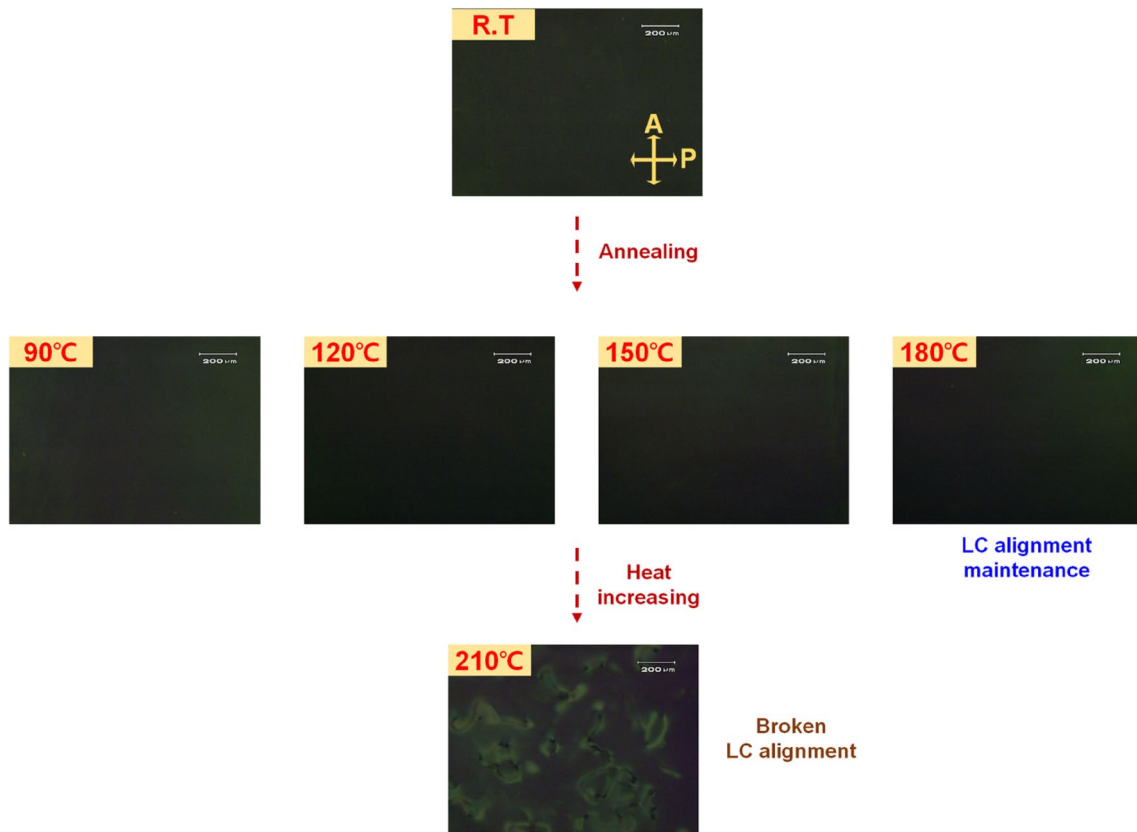 R.T
200 μm
A
P
Annealing
90℃
200 μm
120℃
200 μm
150℃
200 μm
180℃
200 μm
LC alignment
maintenance
Heat
increasing
210℃
200 μm
Broken
LC alignment